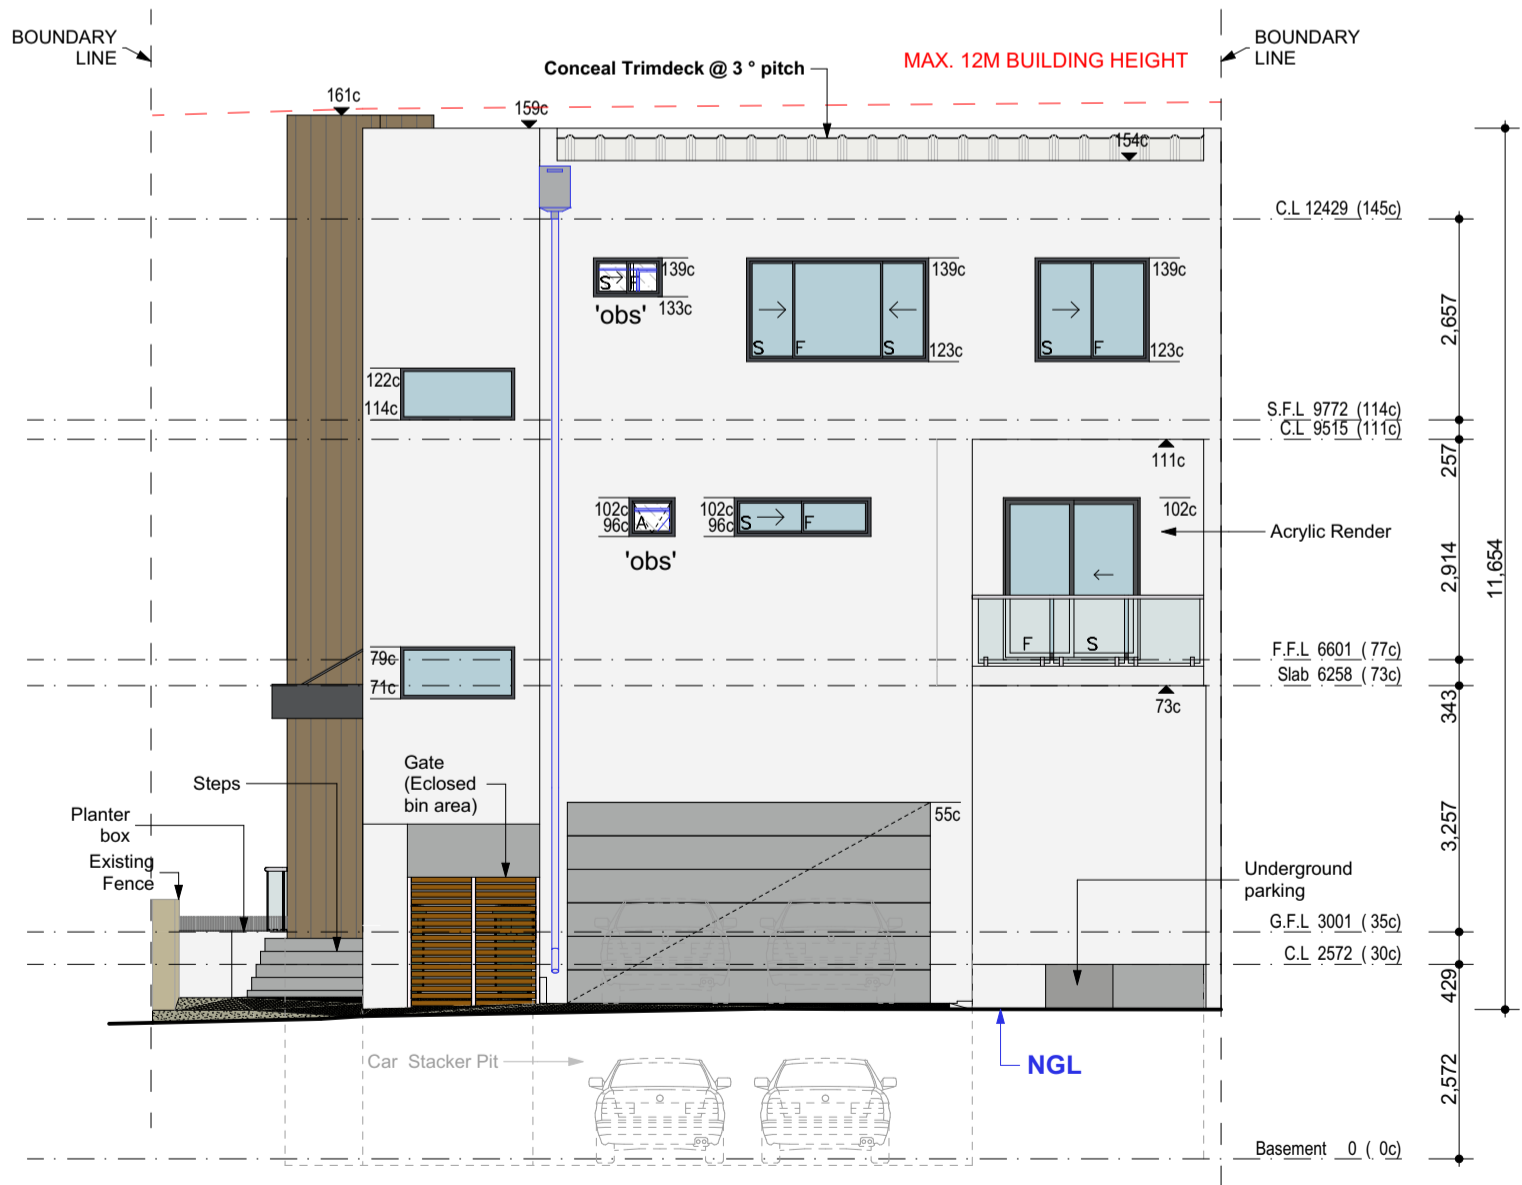 BOUNDARY
LINE
BOUNDARY
LINE
MAX. 12M BUILDING HEIGHT
Conceal Trimdeck @ 3 ° pitch
161c
159c
154c
C.L 12429 (145c)
139c
S F
133c
'obs'
139c
S F S
123c
139c
S F
123c
2,657
122c
114c
S.F.L 9772 (114c)
C.L 9515 (111c)
257
111c
102c
96c
A
'obs'
102c
96c
S F
102c
Acrylic Render
2,914
11,654
F S
79c
71c
F.F.L 6601 ( 77c)
Slab 6258 ( 73c)
343
73c
Gate
(Eclosed
bin area)
Steps
Planter
box
Existing
Fence
55c
3,257
Underground
parking
G.F.L 3001 ( 35c)
C.L 2572 ( 30c)
429
Car Stacker Pit
NGL
2,572
Basement 0 ( 0c)